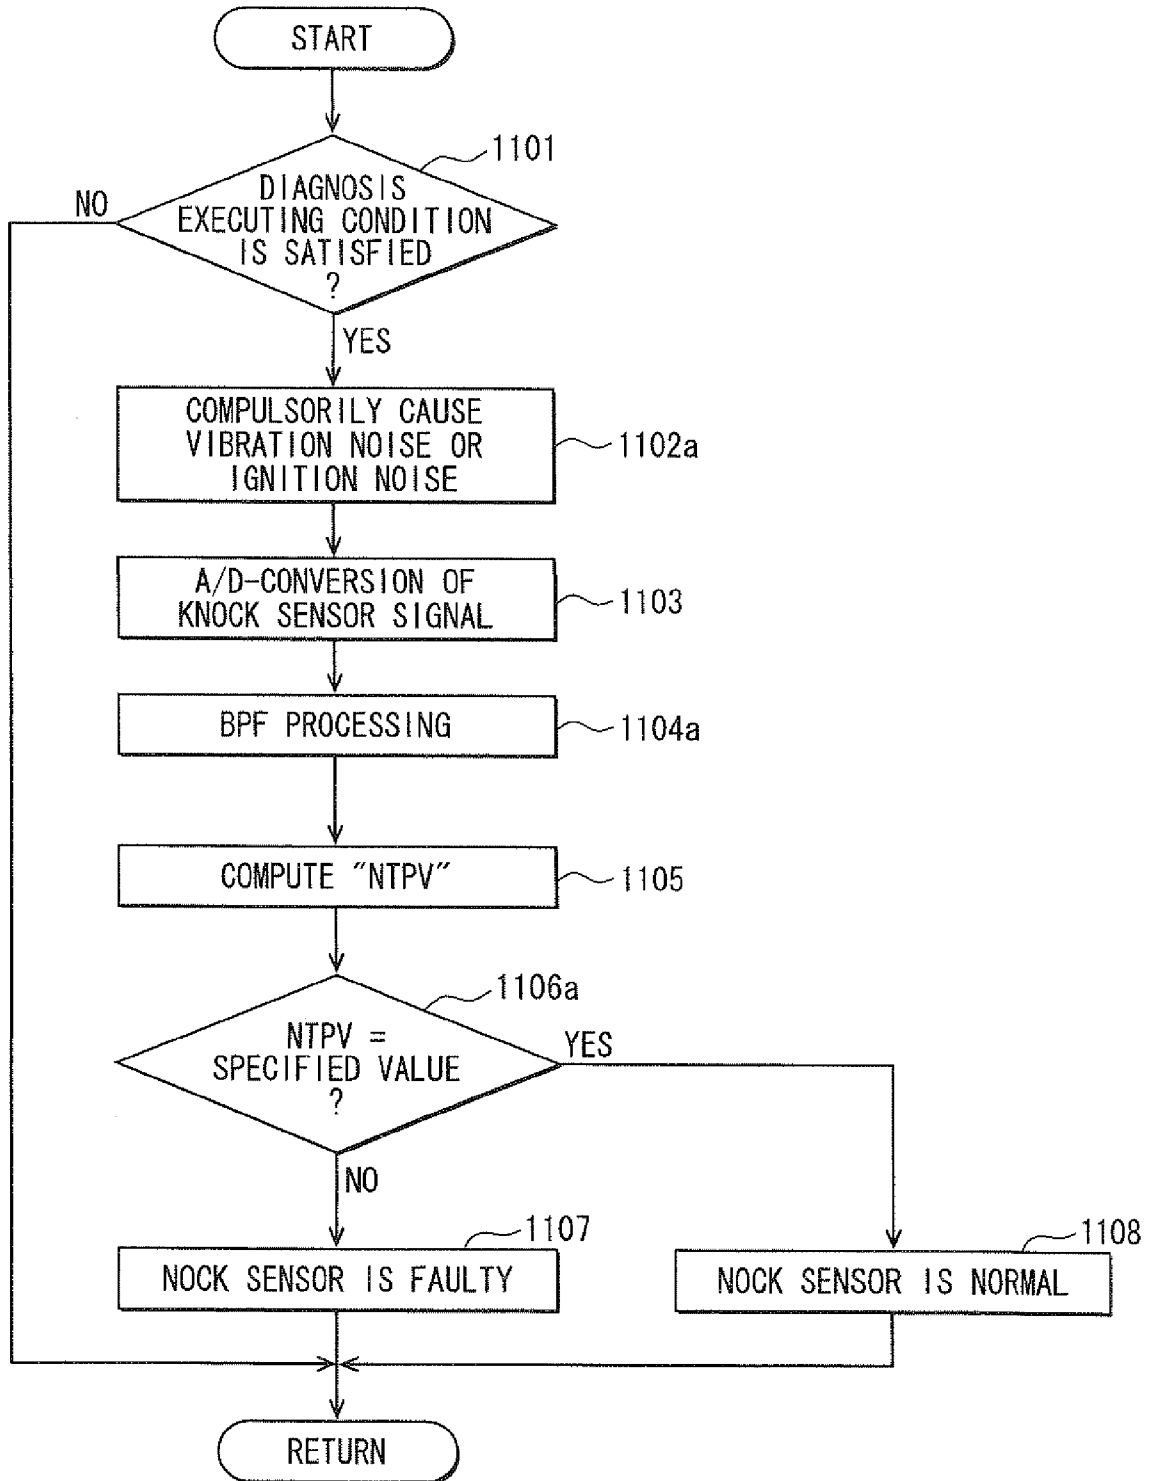 START
1101
DIAGNOSIS
EXECUTING CONDITION
IS SATISFIED
?
NO
YES
COMPULSORILY CAUSE
VIBRATION NOISE OR
IGNITION NOISE
1102a
A/D-CONVERSION OF
KNOCK SENSOR SIGNAL
1103
BPF PROCESSING
1104a
COMPUTE "NTPV"
1105
1106a
NTPV =
SPECIFIED VALUE
?
YES
NO
1107
NOCK SENSOR IS FAULTY
1108
NOCK SENSOR IS NORMAL
RETURN